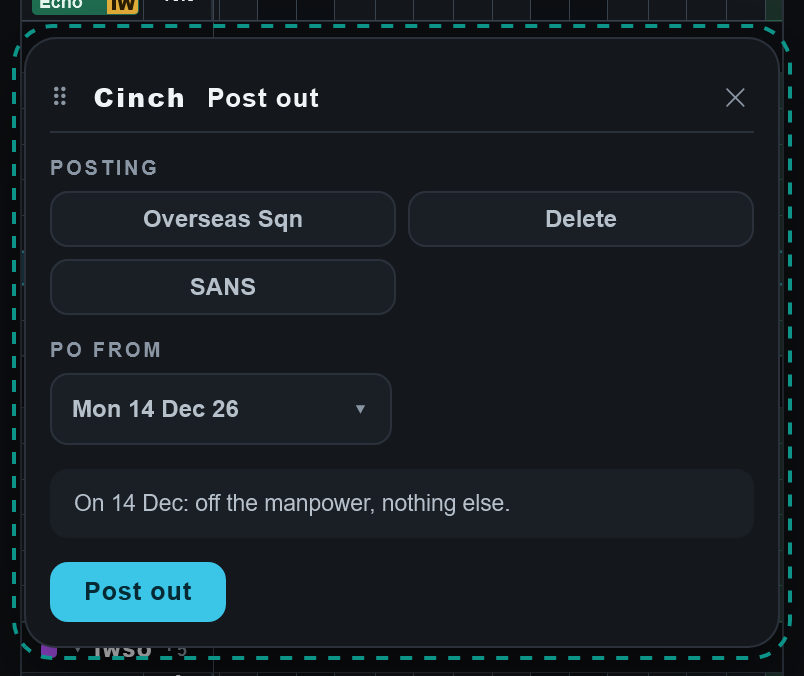 Echo IW
Cinch Post out
POSTING
Overseas Sqn
Delete
SANS
PO FROM
Mon 14 Dec 26
On 14 Dec: off the manpower, nothing else.
Post out
IWSO · 5